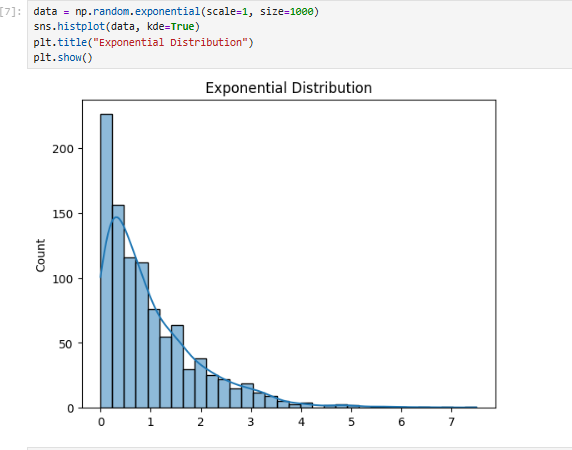 [7]:
data = np.random.exponential(scale=1, size=1000)
sns.histplot(data, kde=True)
plt.title("Exponential Distribution")
plt.show()
Exponential Distribution
Count
200
150
100
50
0
0 1 2 3 4 5 6 7